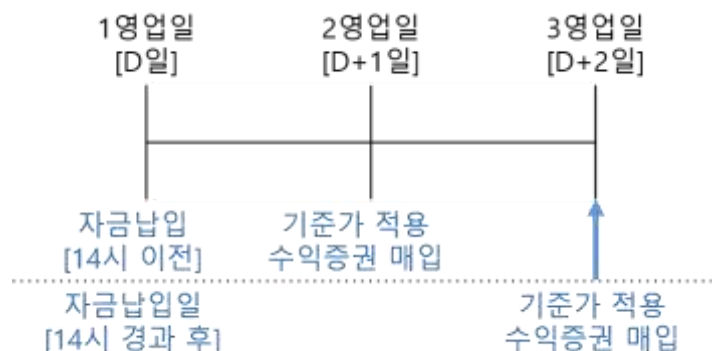 1영업일 2영업일 3영업일
[D일] [D+1일] [D+2일]
자금납입 기준가 적용
[14시 이전] 수익증권 매입
자금납입일 기준가 적용
[14시 경과 후] 수익증권 매입